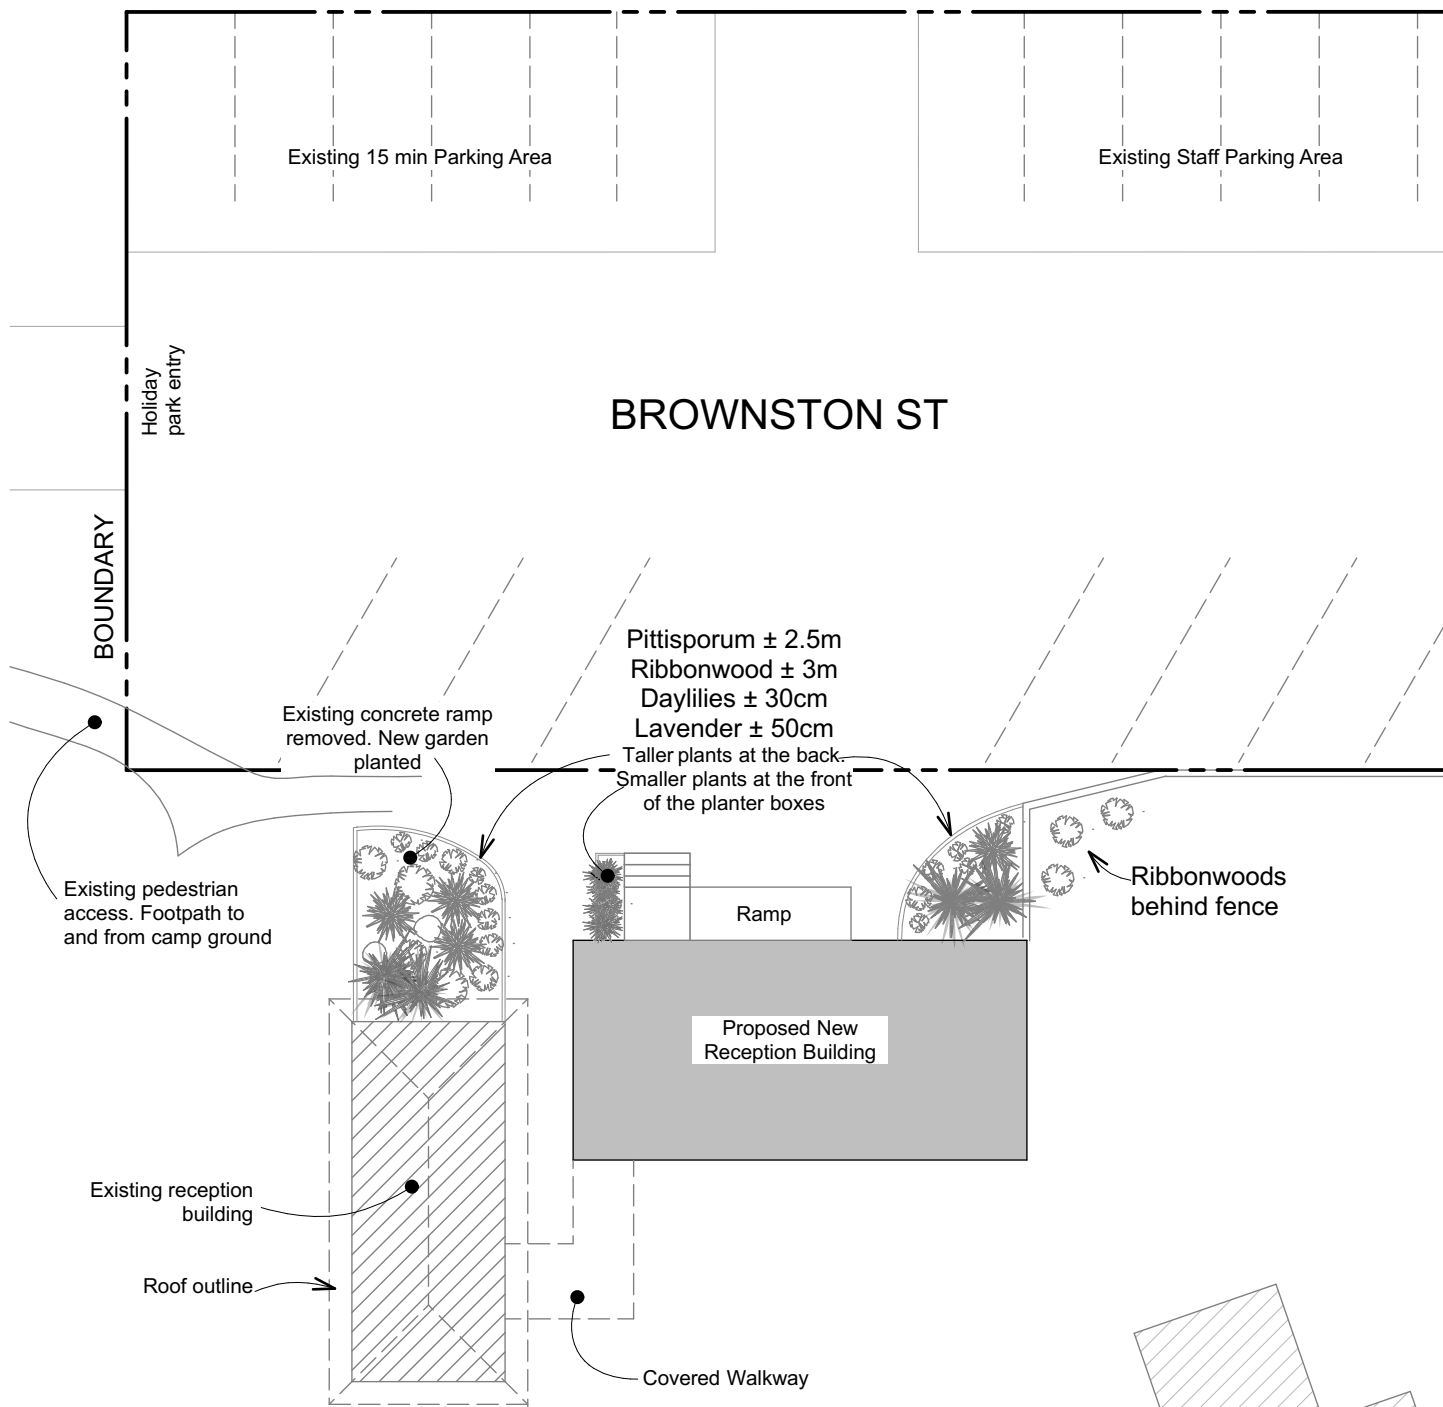 Existing 15 min Parking Area
Existing Staff Parking Area
Holiday
park entry
BROWNSTON ST
BOUNDARY
Pittisporum ± 2.5m
Ribbonwood ± 3m
Daylilies ± 30cm
Lavender ± 50cm
Taller plants at the back.
Smaller plants at the front
of the planter boxes
Existing concrete ramp
removed. New garden
planted
Existing pedestrian
access. Footpath to
and from camp ground
Ribbonwoods
behind fence
Ramp
Proposed New
Reception Building
Existing reception
building
Roof outline
Covered Walkway